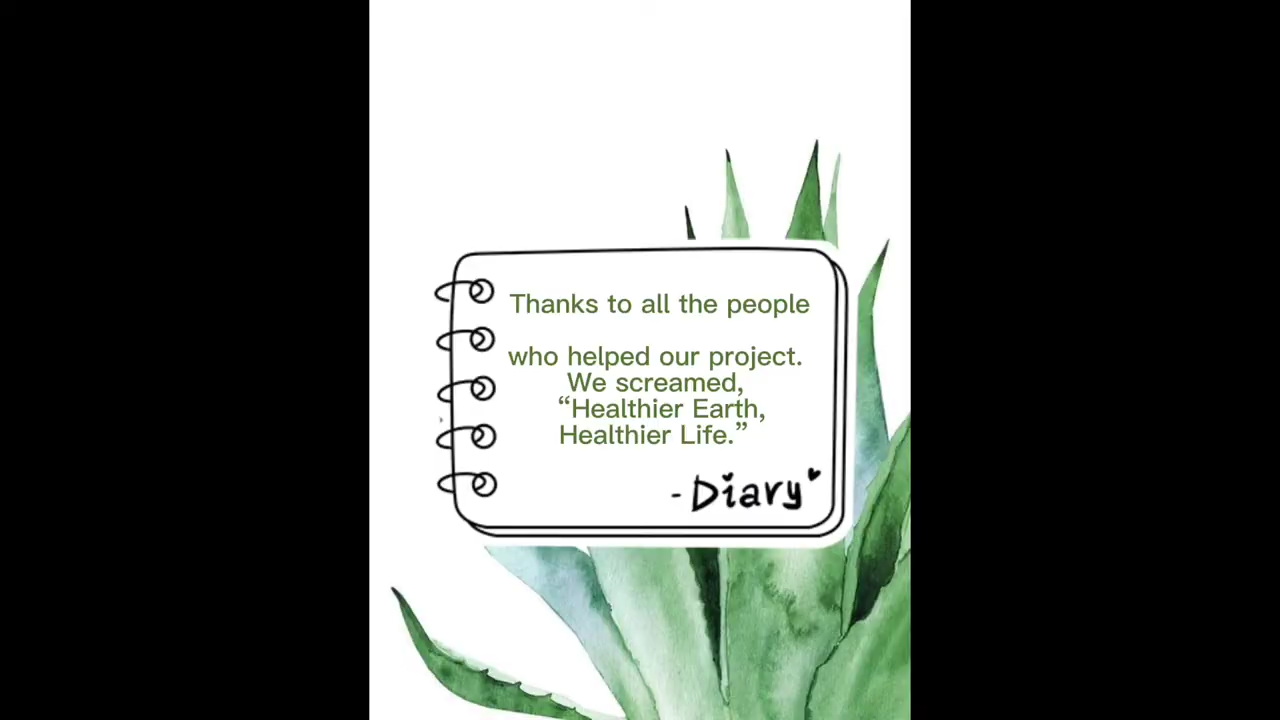 Thanks to all the people
who helped our project.
We screamed,
“Healthier Earth,
Healthier Life.”
-Diary